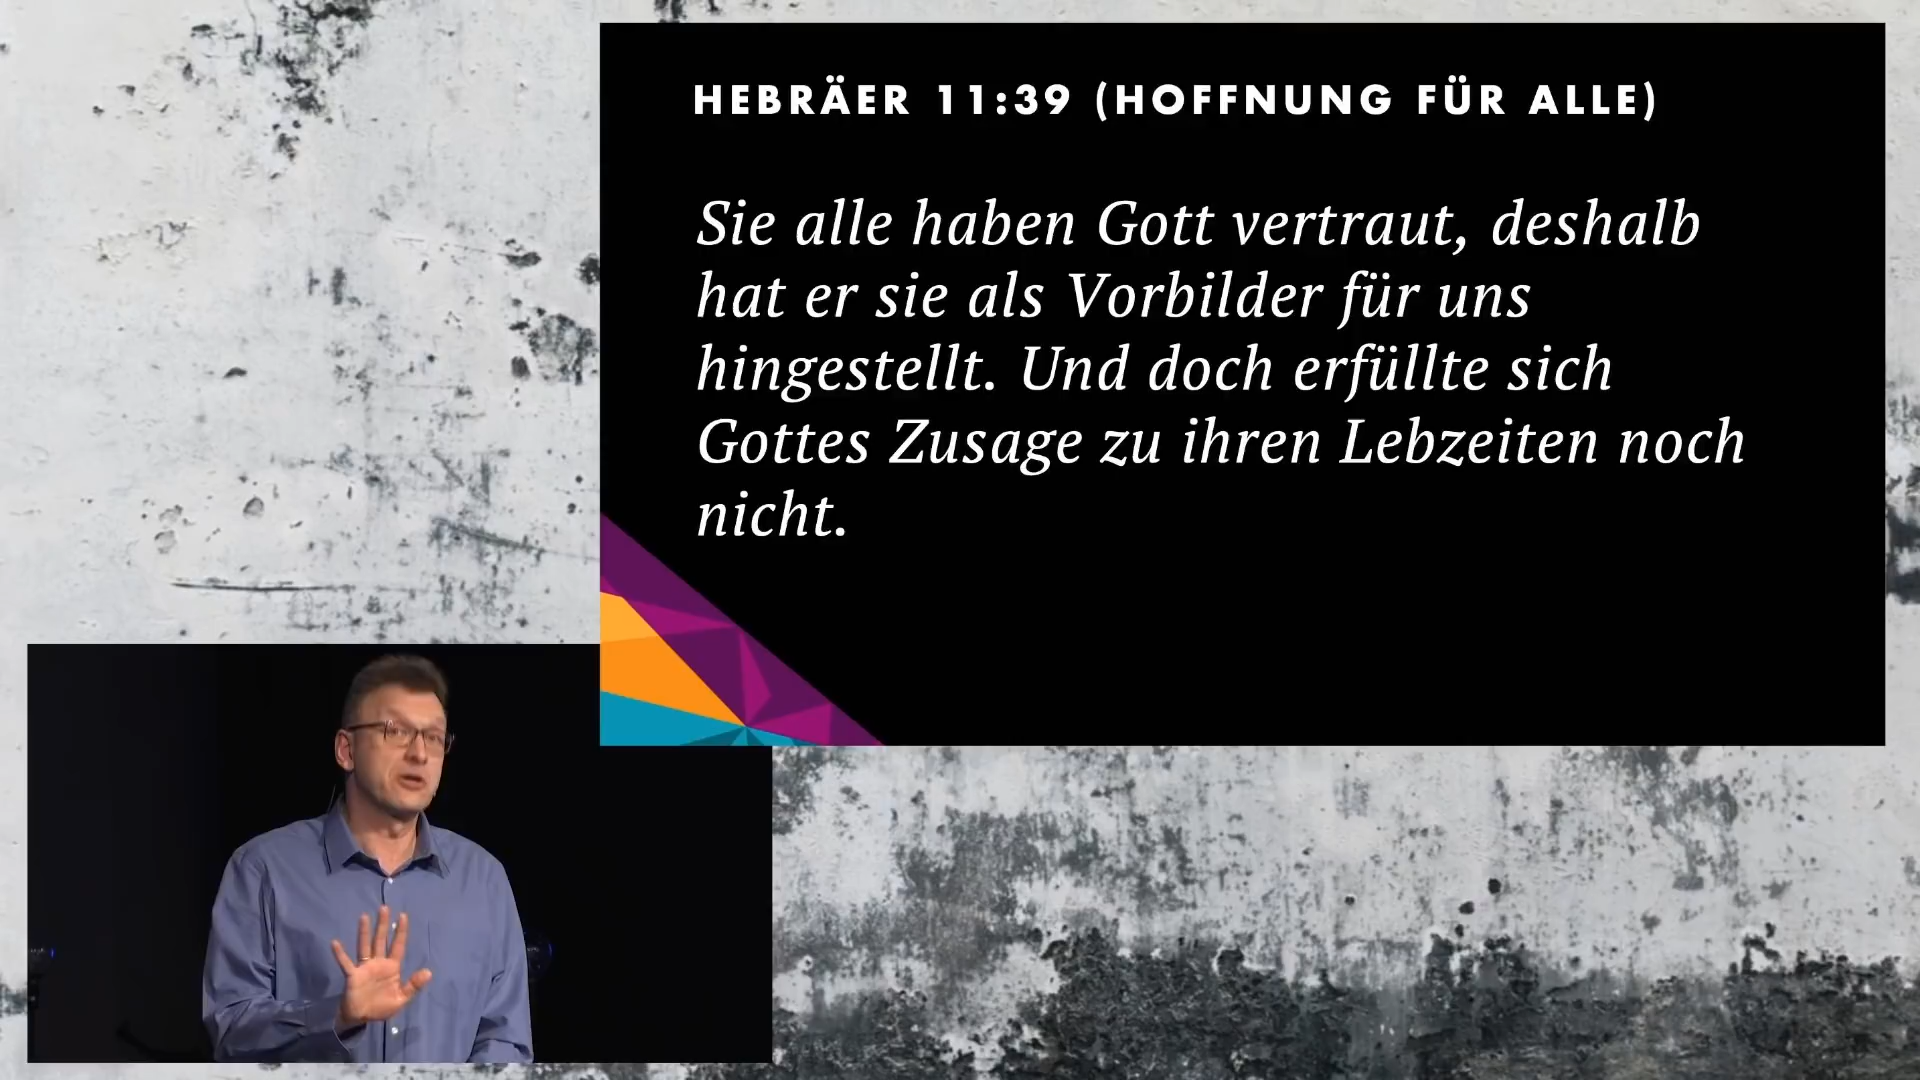 HEBRÄER 11:39 (HOFFNUNG FÜR ALLE)
Sie alle haben Gott vertraut, deshalb
hat er sie als Vorbilder für uns
hingestellt. Und doch erfüllte sich
Gottes Zusage zu ihren Lebzeiten noch
nicht.